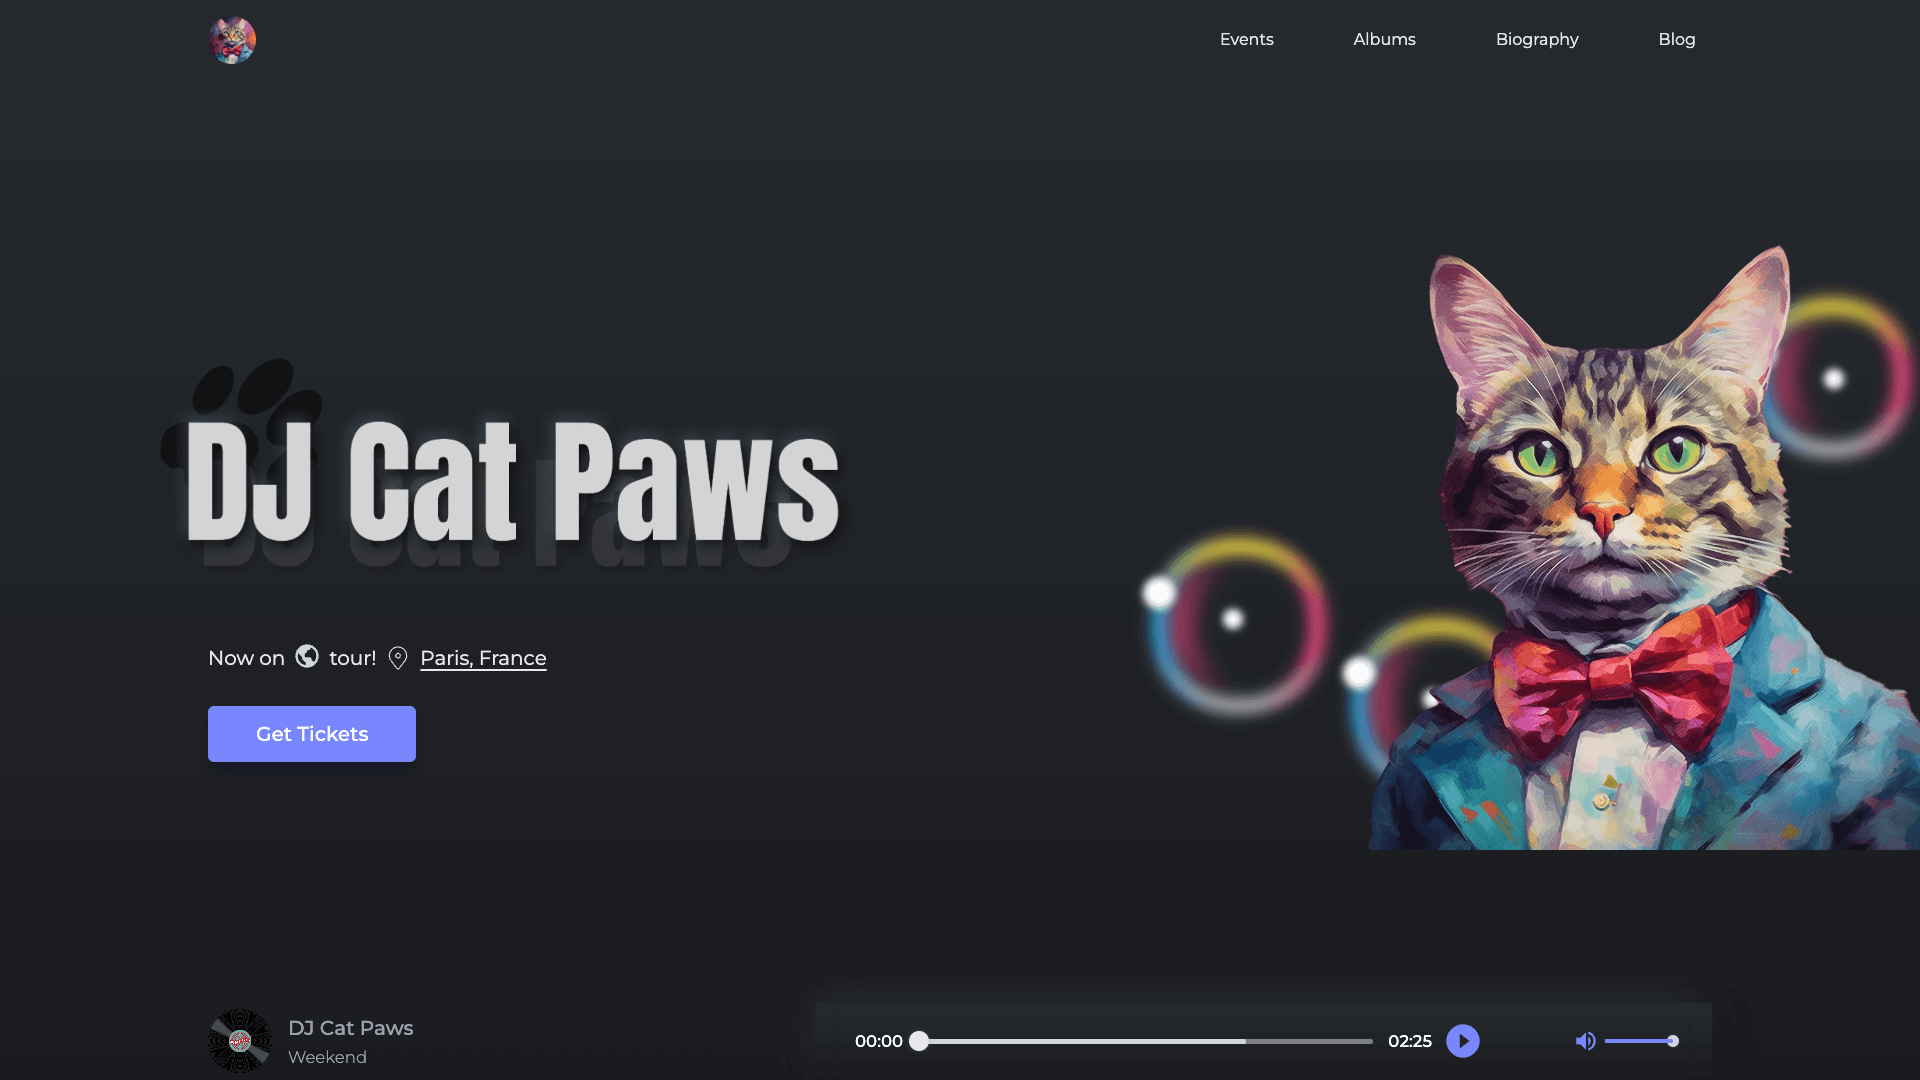 Events Albums Biography Blog
DJ Cat Paws
Now on tour! Paris, France
Get Tickets
DJ Cat Paws
Weekend
00:00 02:25